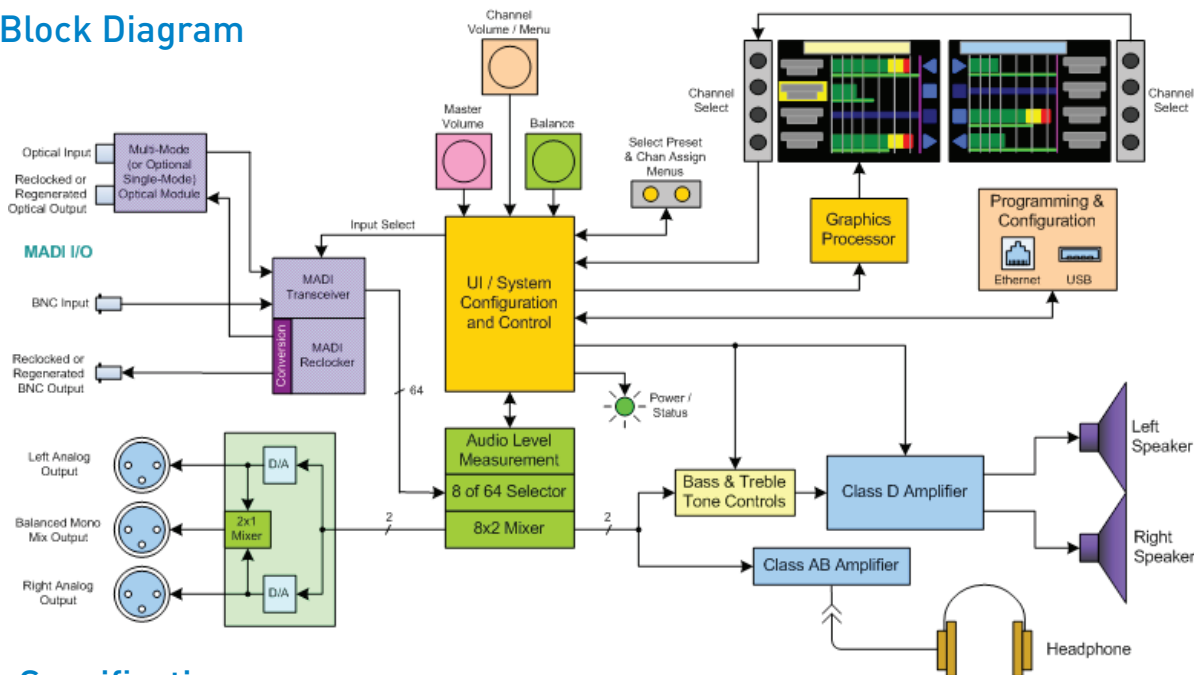 Block Diagram
Channel
Volume / Menu
Master
Volume
Balance
Select Preset
& Chan Assign
Menus
Channel
Select
Channel
Select
Optical Input
Reclocked or
Regenerated
Optical Output
Multi-Mode
(or Optional
Single-Mode)
Optical Module
MADI I/O
BNC Input
Reclocked or
Regenerated
BNC Output
Input Select
MADI
Transceiver
Conversion
MADI
Reclocker
64
UI / System
Configuration
and Control
Graphics
Processor
Programming &
Configuration
Ethernet
USB
Power /
Status
Audio Level
Measurement
8 of 64 Selector
8x2 Mixer
2
2
Left Analog
Output
Balanced Mono
Mix Output
Right Analog
Output
D/A
2x1
Mixer
D/A
Bass & Treble
Tone Controls
Class D Amplifier
Class AB Amplifier
Left
Speaker
Right
Speaker
Headphone